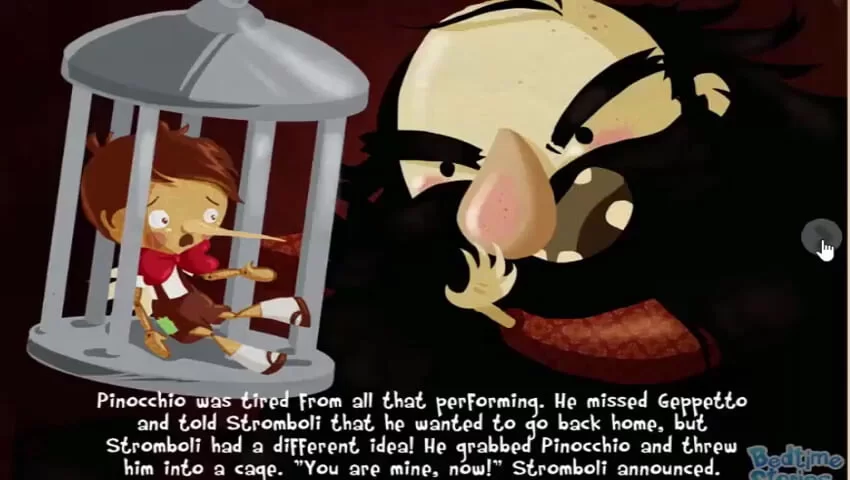 Pinocchio was tired from all that performing. He missed Geppetto
and told Stromboli that he wanted to go back home, but
Stromboli had a different idea! He grabbed Pinocchio and threw
him into a cage. "You are mine, now!" Stromboli announced.
Bedtime
Stories